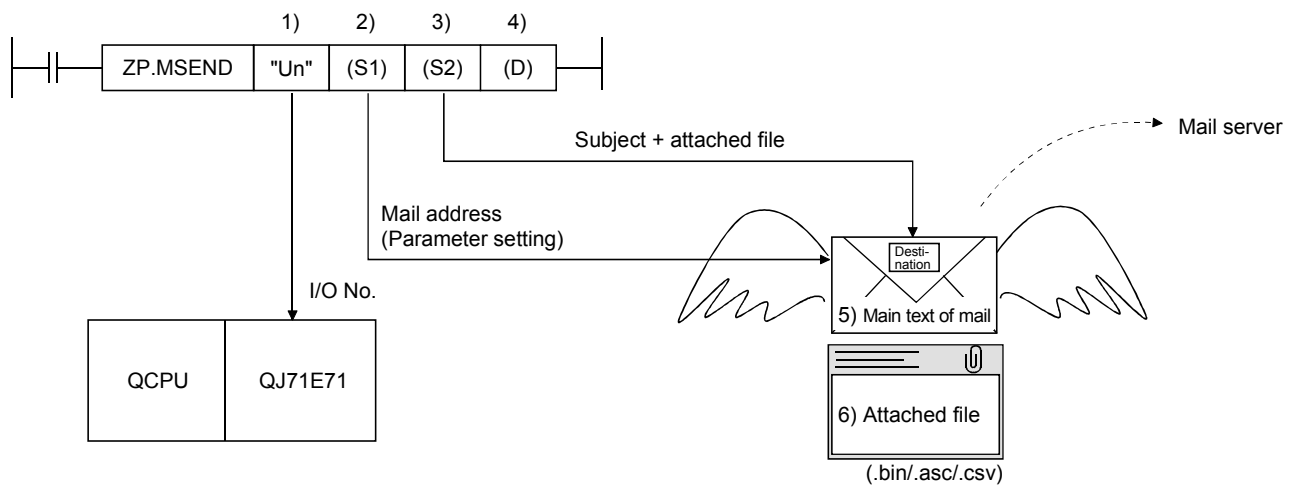 1) 2) 3) 4)
ZP.MSEND "Un" (S1) (S2) (D)
Subject + attached file
Mail server
Mail address
(Parameter setting)
Desti-
nation
I/O No.
5) Main text of mail
QCPU QJ71E71
6) Attached file
(.bin/.asc/.csv)